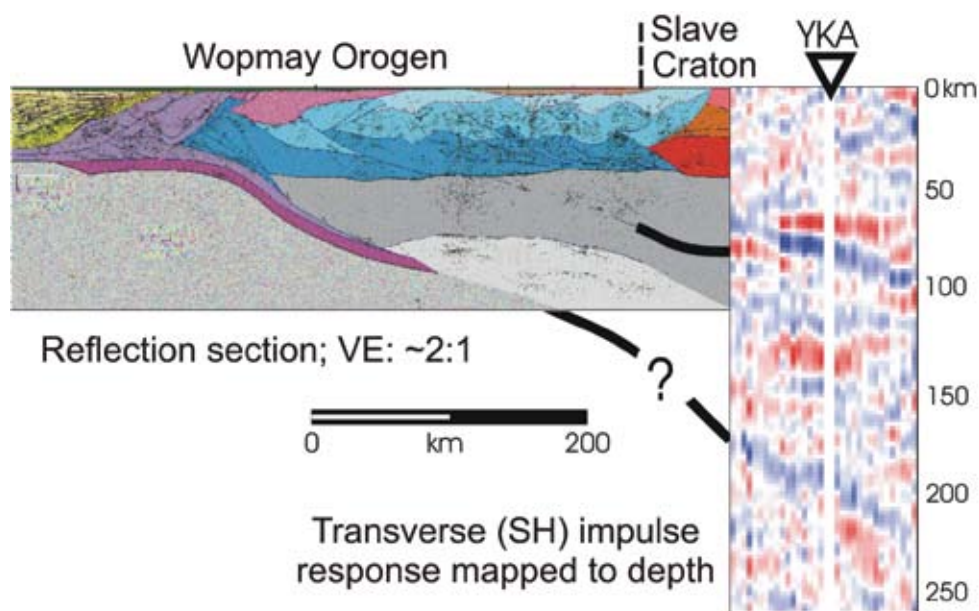 Wopmay Orogen
Slave
Craton
YKA
0 km
50
100
150
200
250
Reflection section; VE: ~2:1
?
0
200
km
Transverse (SH) impulse
response mapped to depth